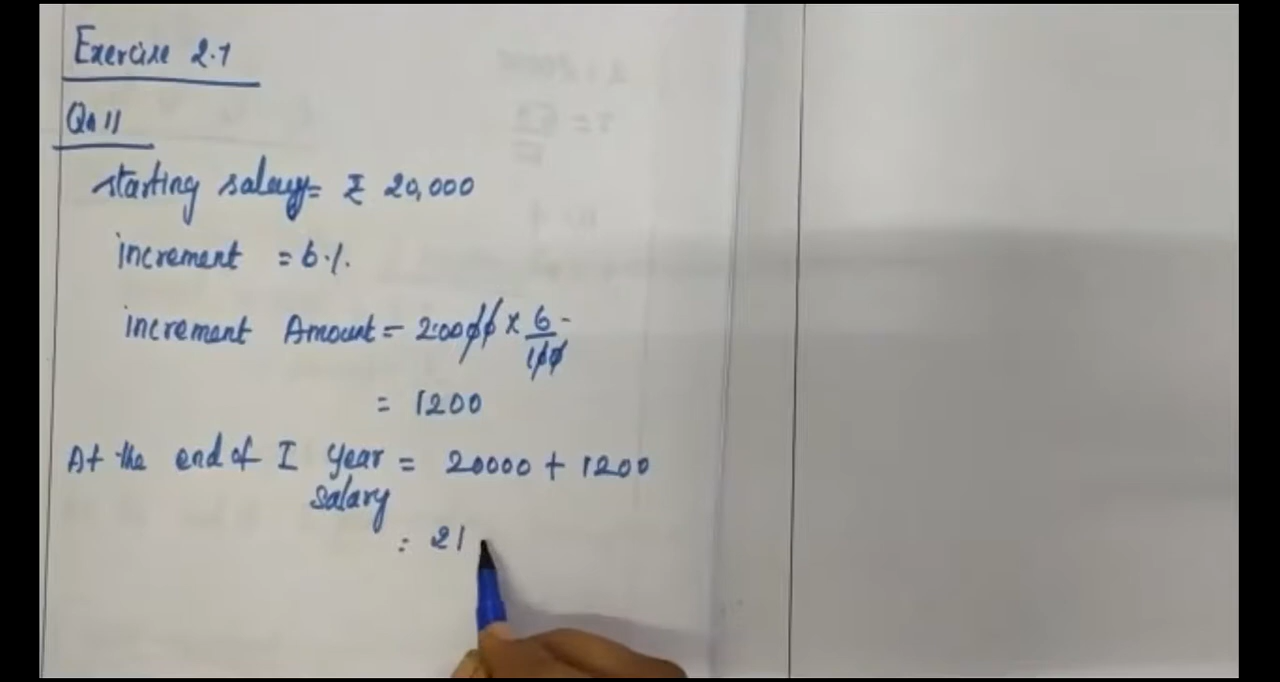 Exercise 2.7
Qn 11
starting salary = ₹ 20,000
increment = 6%
increment Amount = 20000 × 6/100
= 1200
At the end of I year = 20000 + 1200
salary
= 21